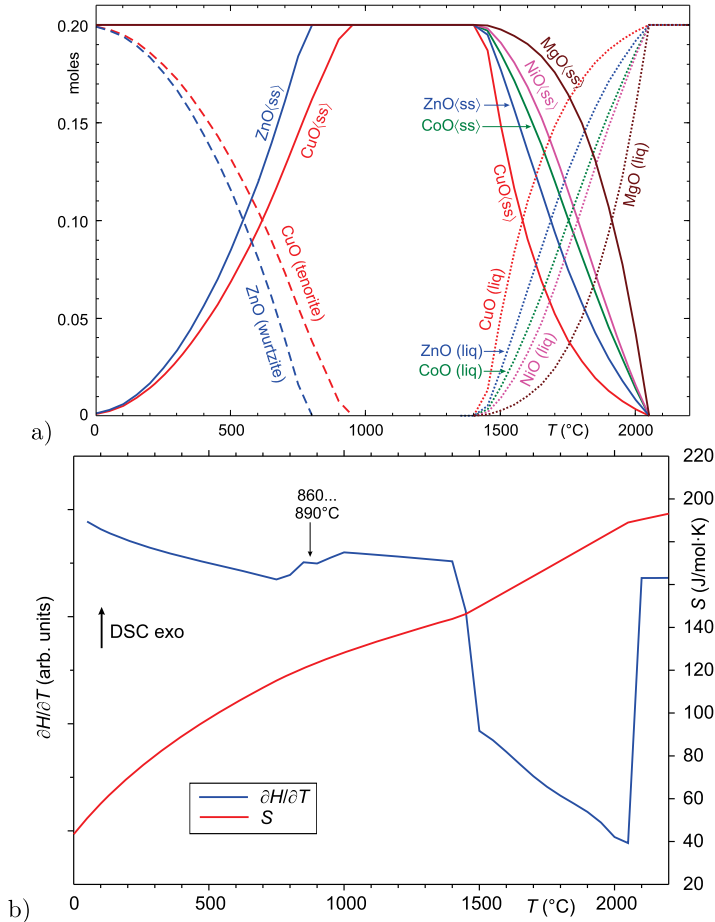 0.20
0.15
0.10
0.05
0
moles
ZnO⟨ss⟩
CuO⟨ss⟩
CuO (tenorite)
ZnO (wurtzite)
MgO⟨ss⟩
NiO⟨ss⟩
ZnO⟨ss⟩
CoO⟨ss⟩
CuO⟨ss⟩
MgO (liq)
CuO (liq)
ZnO (liq)
CoO (liq)
NiO (liq)
0 500 1000 1500 T (°C) 2000
a)
220
200
180
160
140
120
100
80
60
40
20
S (J/mol·K)
860...
890°C
DSC exo
∂H/∂T (arb. units)
∂H/∂T
S
0 500 1000 1500 T (°C) 2000
b)